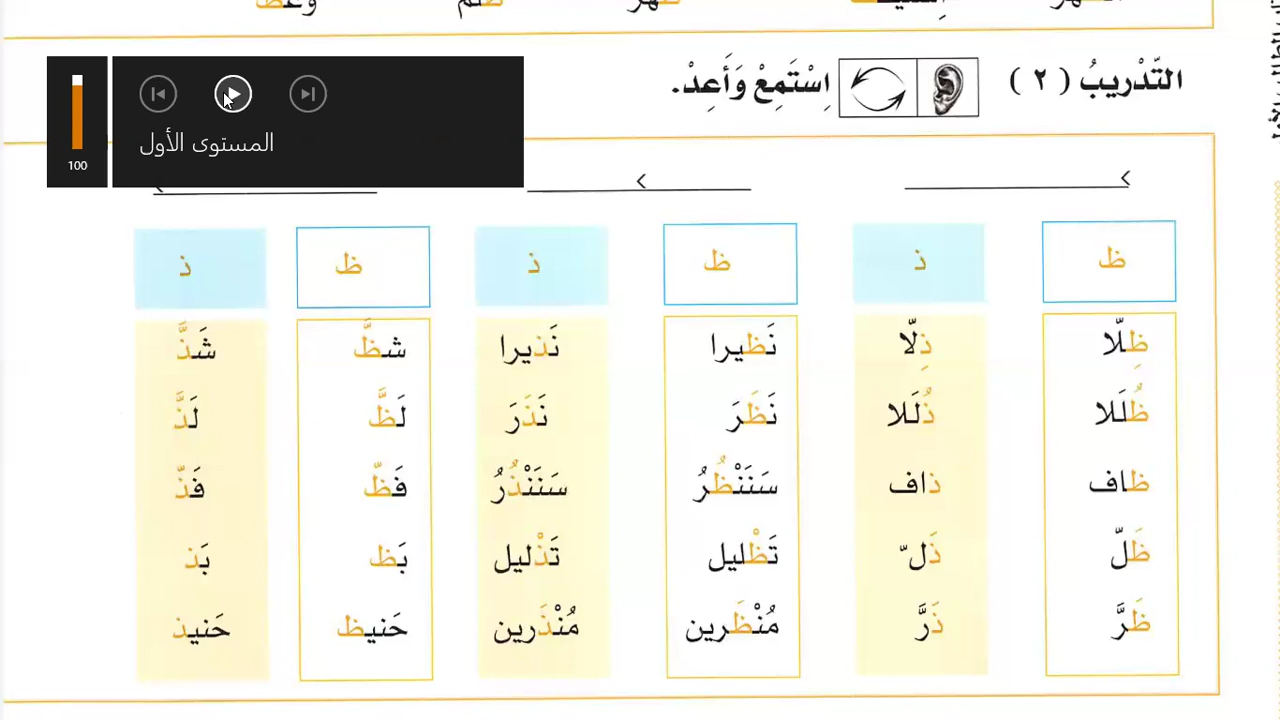 التّدْريبُ ( ٢ ) اِسْتَمِعْ وَأَعِدْ.
المستوى الأول
100
ظ ذ ظ ذ ظ ذ
ظِلّا ذِلّا نَظيرا نَذيرا شظَّ شَذَّ
ظُلَلا ذُلَلا نَظَرَ نَذَرَ لَظَّ لَذَّ
ظاف ذاف سَنَنْظُرُ سَنَنْذُرُ فَظّ فَذّ
ظَلّ ذَلّ تَظْليل تَذْليل بَظ بَذ
ظَرَّ ذَرَّ مُنْظَرين مُنْذَرين حَنيظ حَنيذ